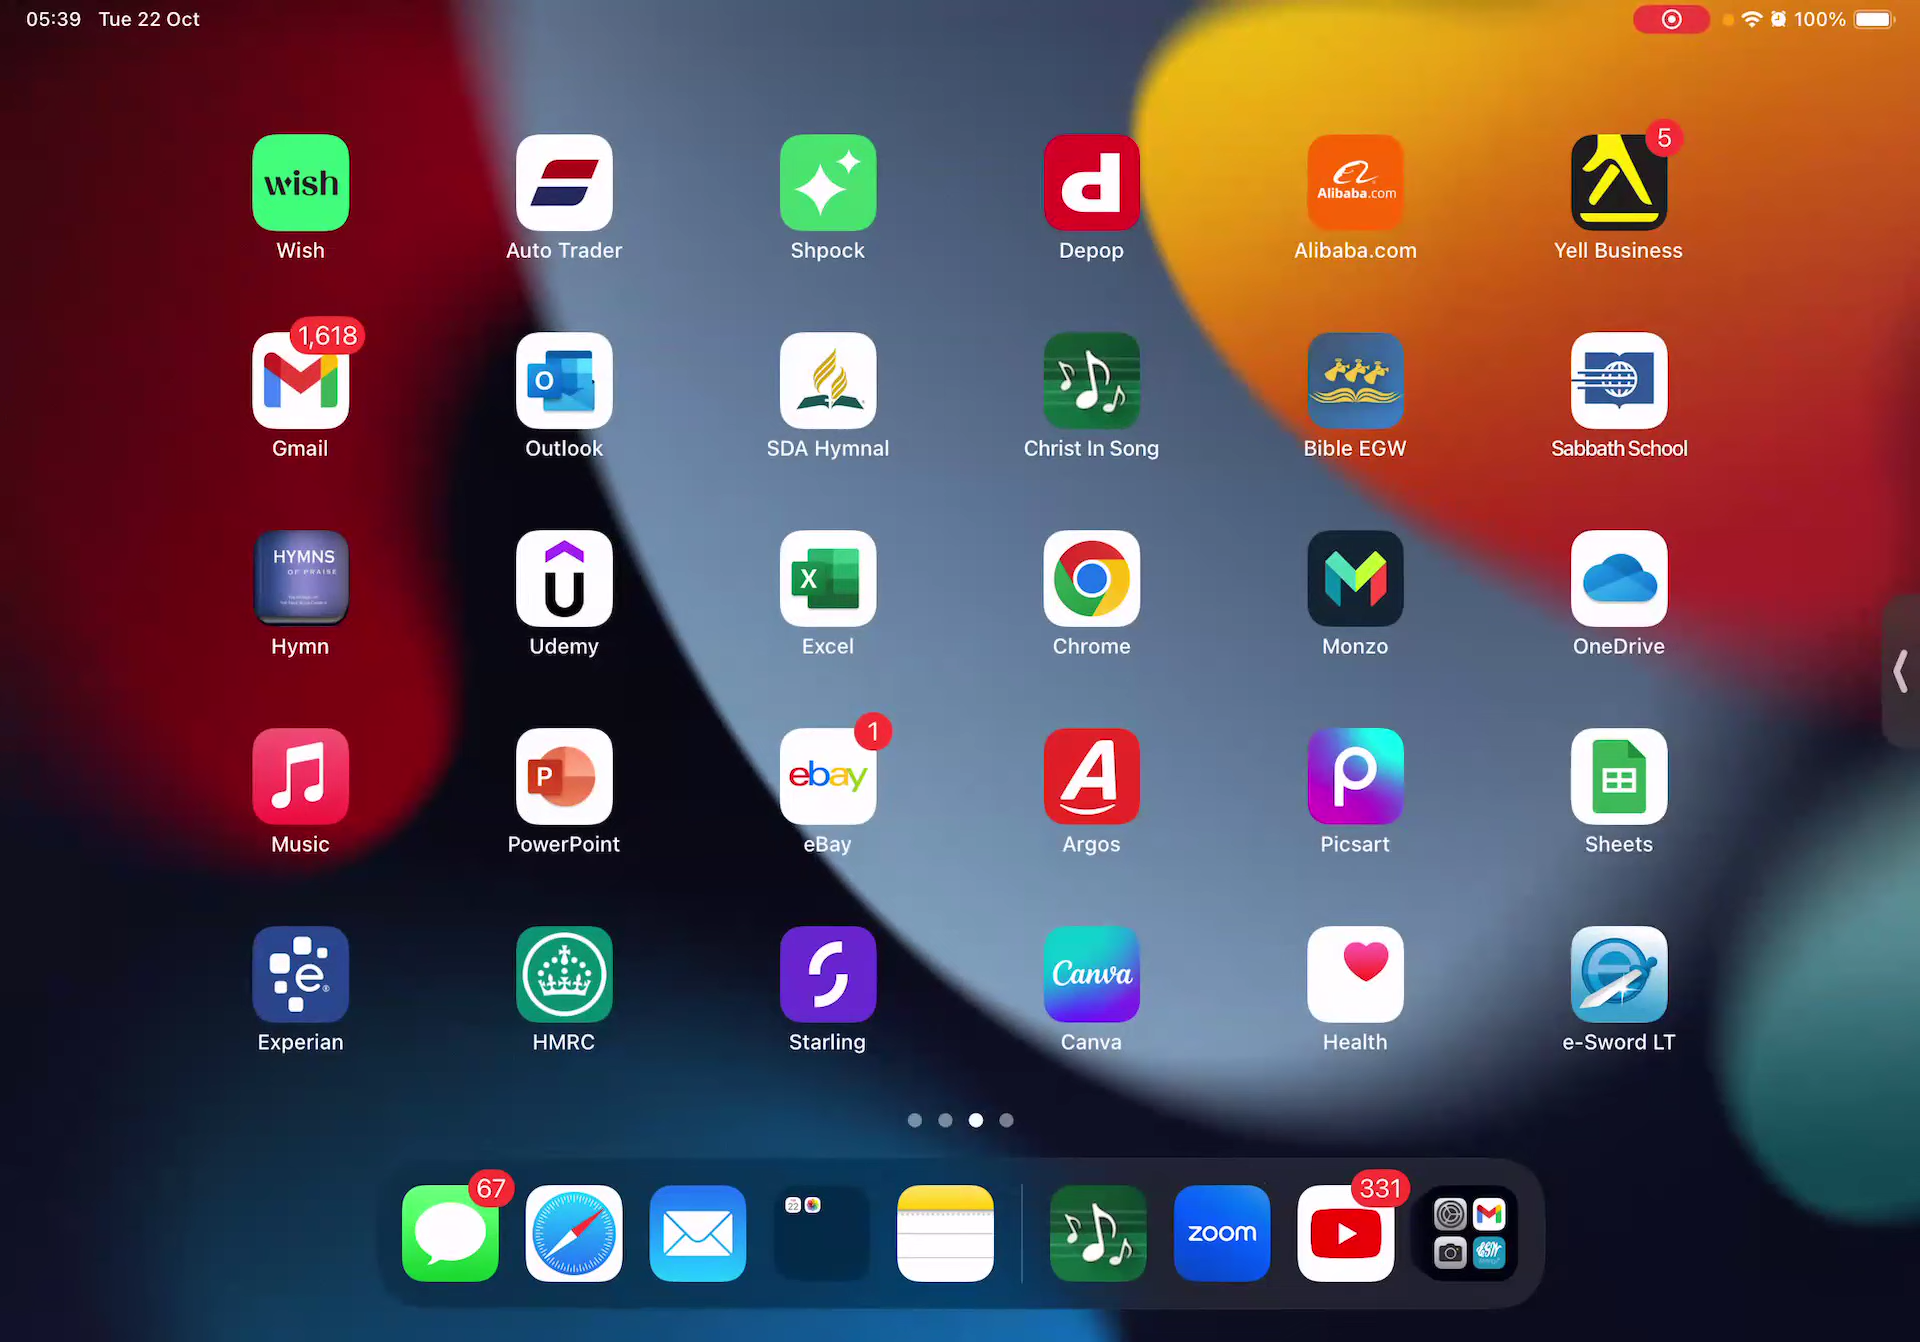 05:39 Tue 22 Oct
100%
wish
Alibaba.com
5
Wish
Auto Trader
Shpock
Depop
Alibaba.com
Yell Business
1,618
O
Gmail
Outlook
SDA Hymnal
Christ In Song
Bible EGW
Sabbath School
HYMNS
OF PRAISE
X
Hymn
Udemy
Excel
Chrome
Monzo
OneDrive
1
P
ebay
Music
PowerPoint
eBay
Argos
Picsart
Sheets
e
Canva
Experian
HMRC
Starling
Canva
Health
e-Sword LT
67
22
zoom
331